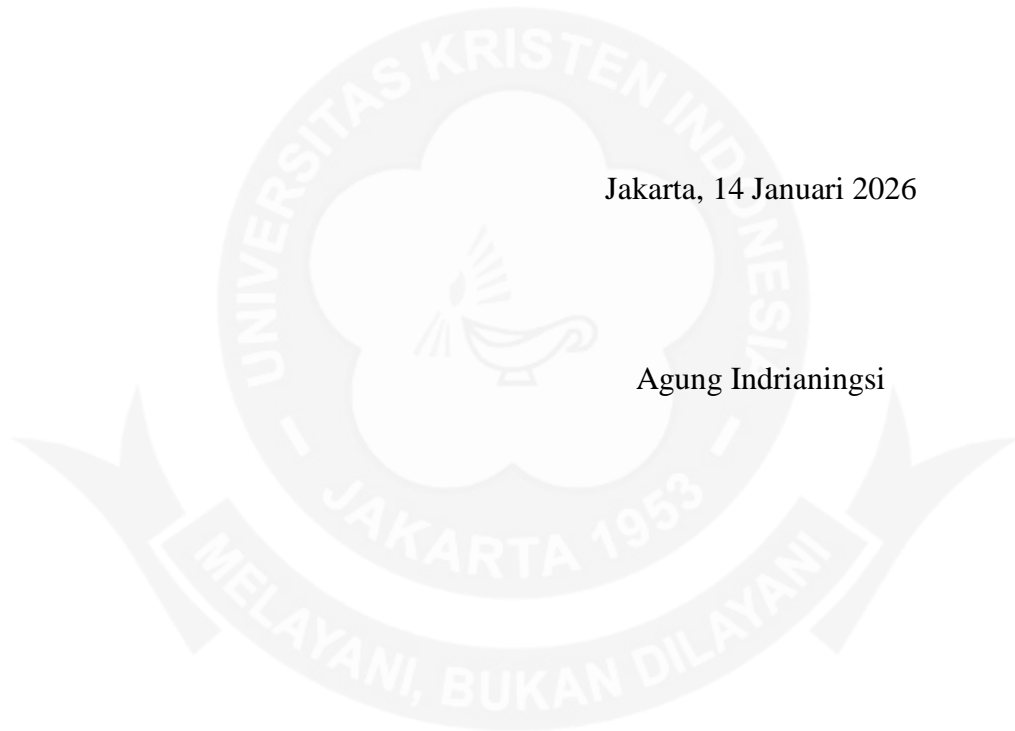 UNIVERSITAS KRISTEN INDONESIA
Jakarta, 14 Januari 2026
Agung Indrianingsi
JAKARTA 1953
MELAYANI, BUKAN DILAYANI